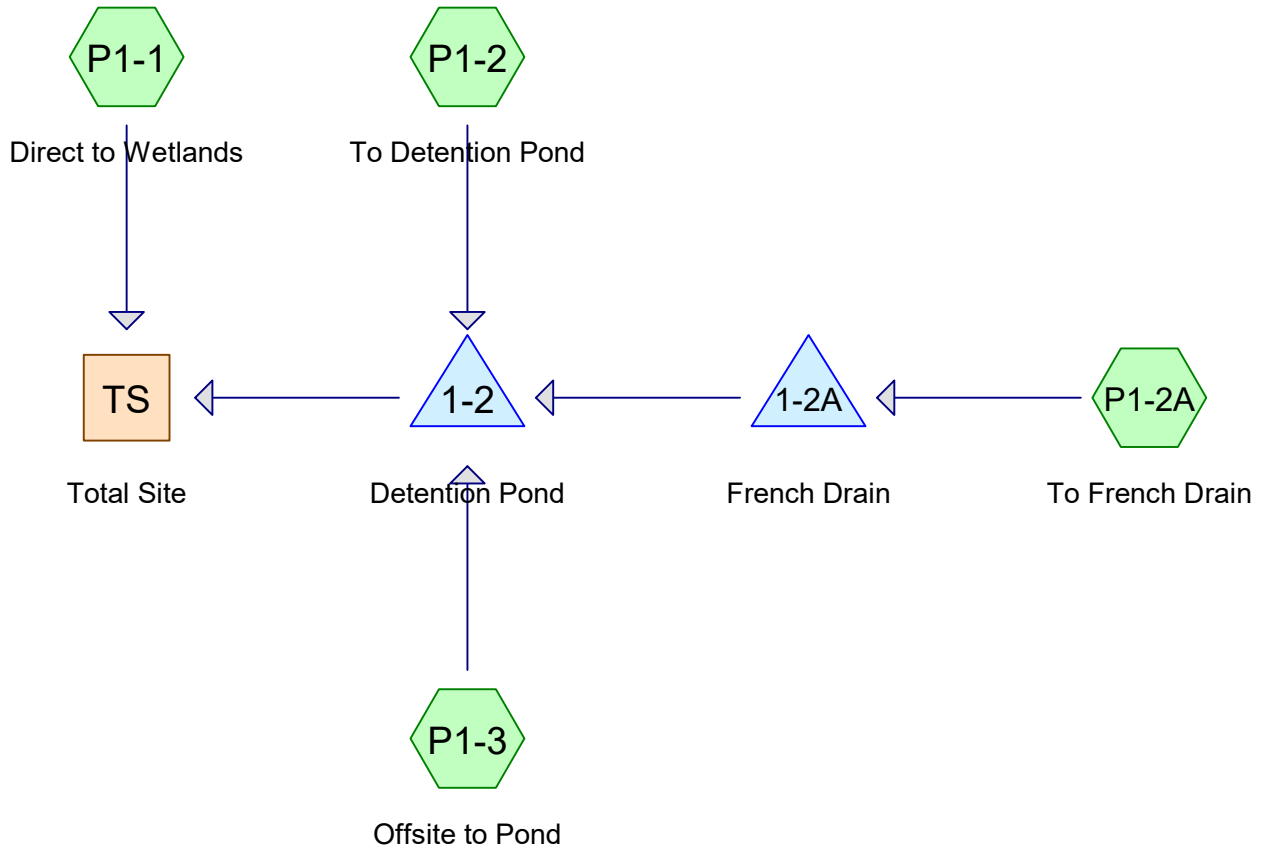 P1-1
P1-2
Direct to Wetlands
To Detention Pond
TS
1-2
1-2A
P1-2A
Total Site
Detention Pond
French Drain
To French Drain
P1-3
Offsite to Pond